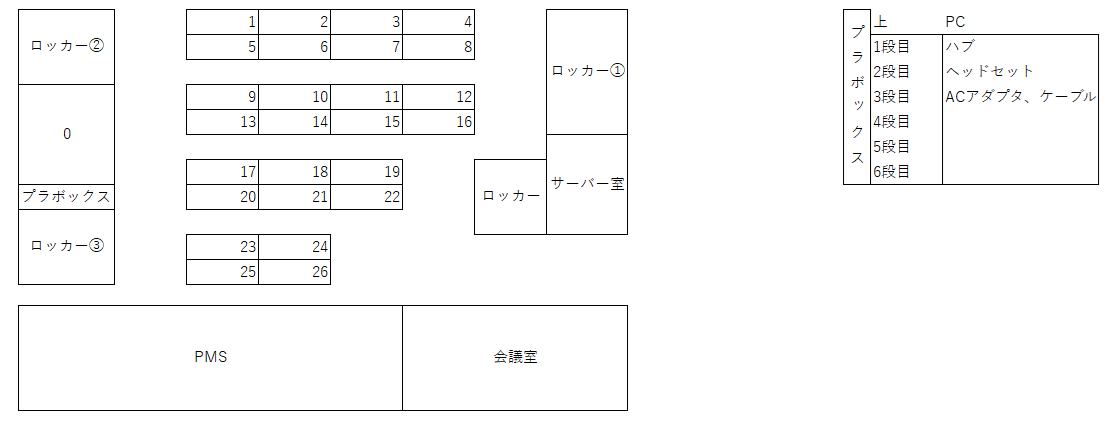 ロッカー②
0
プラボックス
ロッカー③
1 2 3 4
5 6 7 8
9 10 11 12
13 14 15 16
17 18 19
20 21 22
23 24
25 26
ロッカー①
ロッカー
サーバー室
PMS
会議室
プラボックス
上 PC
1段目 ハブ
2段目 ヘッドセット
3段目 ACアダプタ、ケーブル
4段目
5段目
6段目